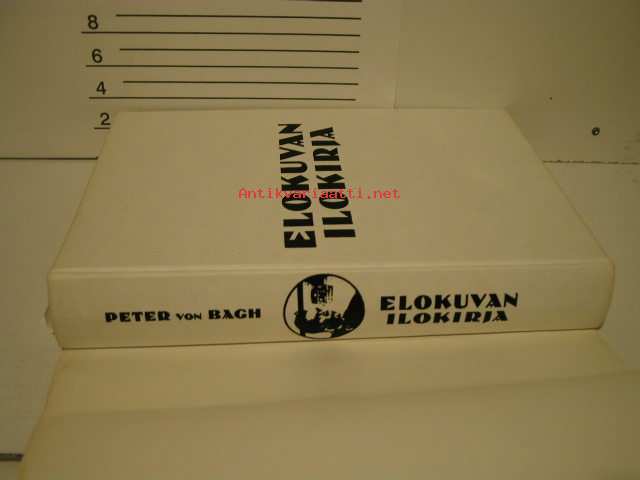 8
6
4
2
ELOKUVAN
ILOKIRJA
Antikvariaatti.net
PETER VON BAGH
ELOKUVAN
ILOKIRJA